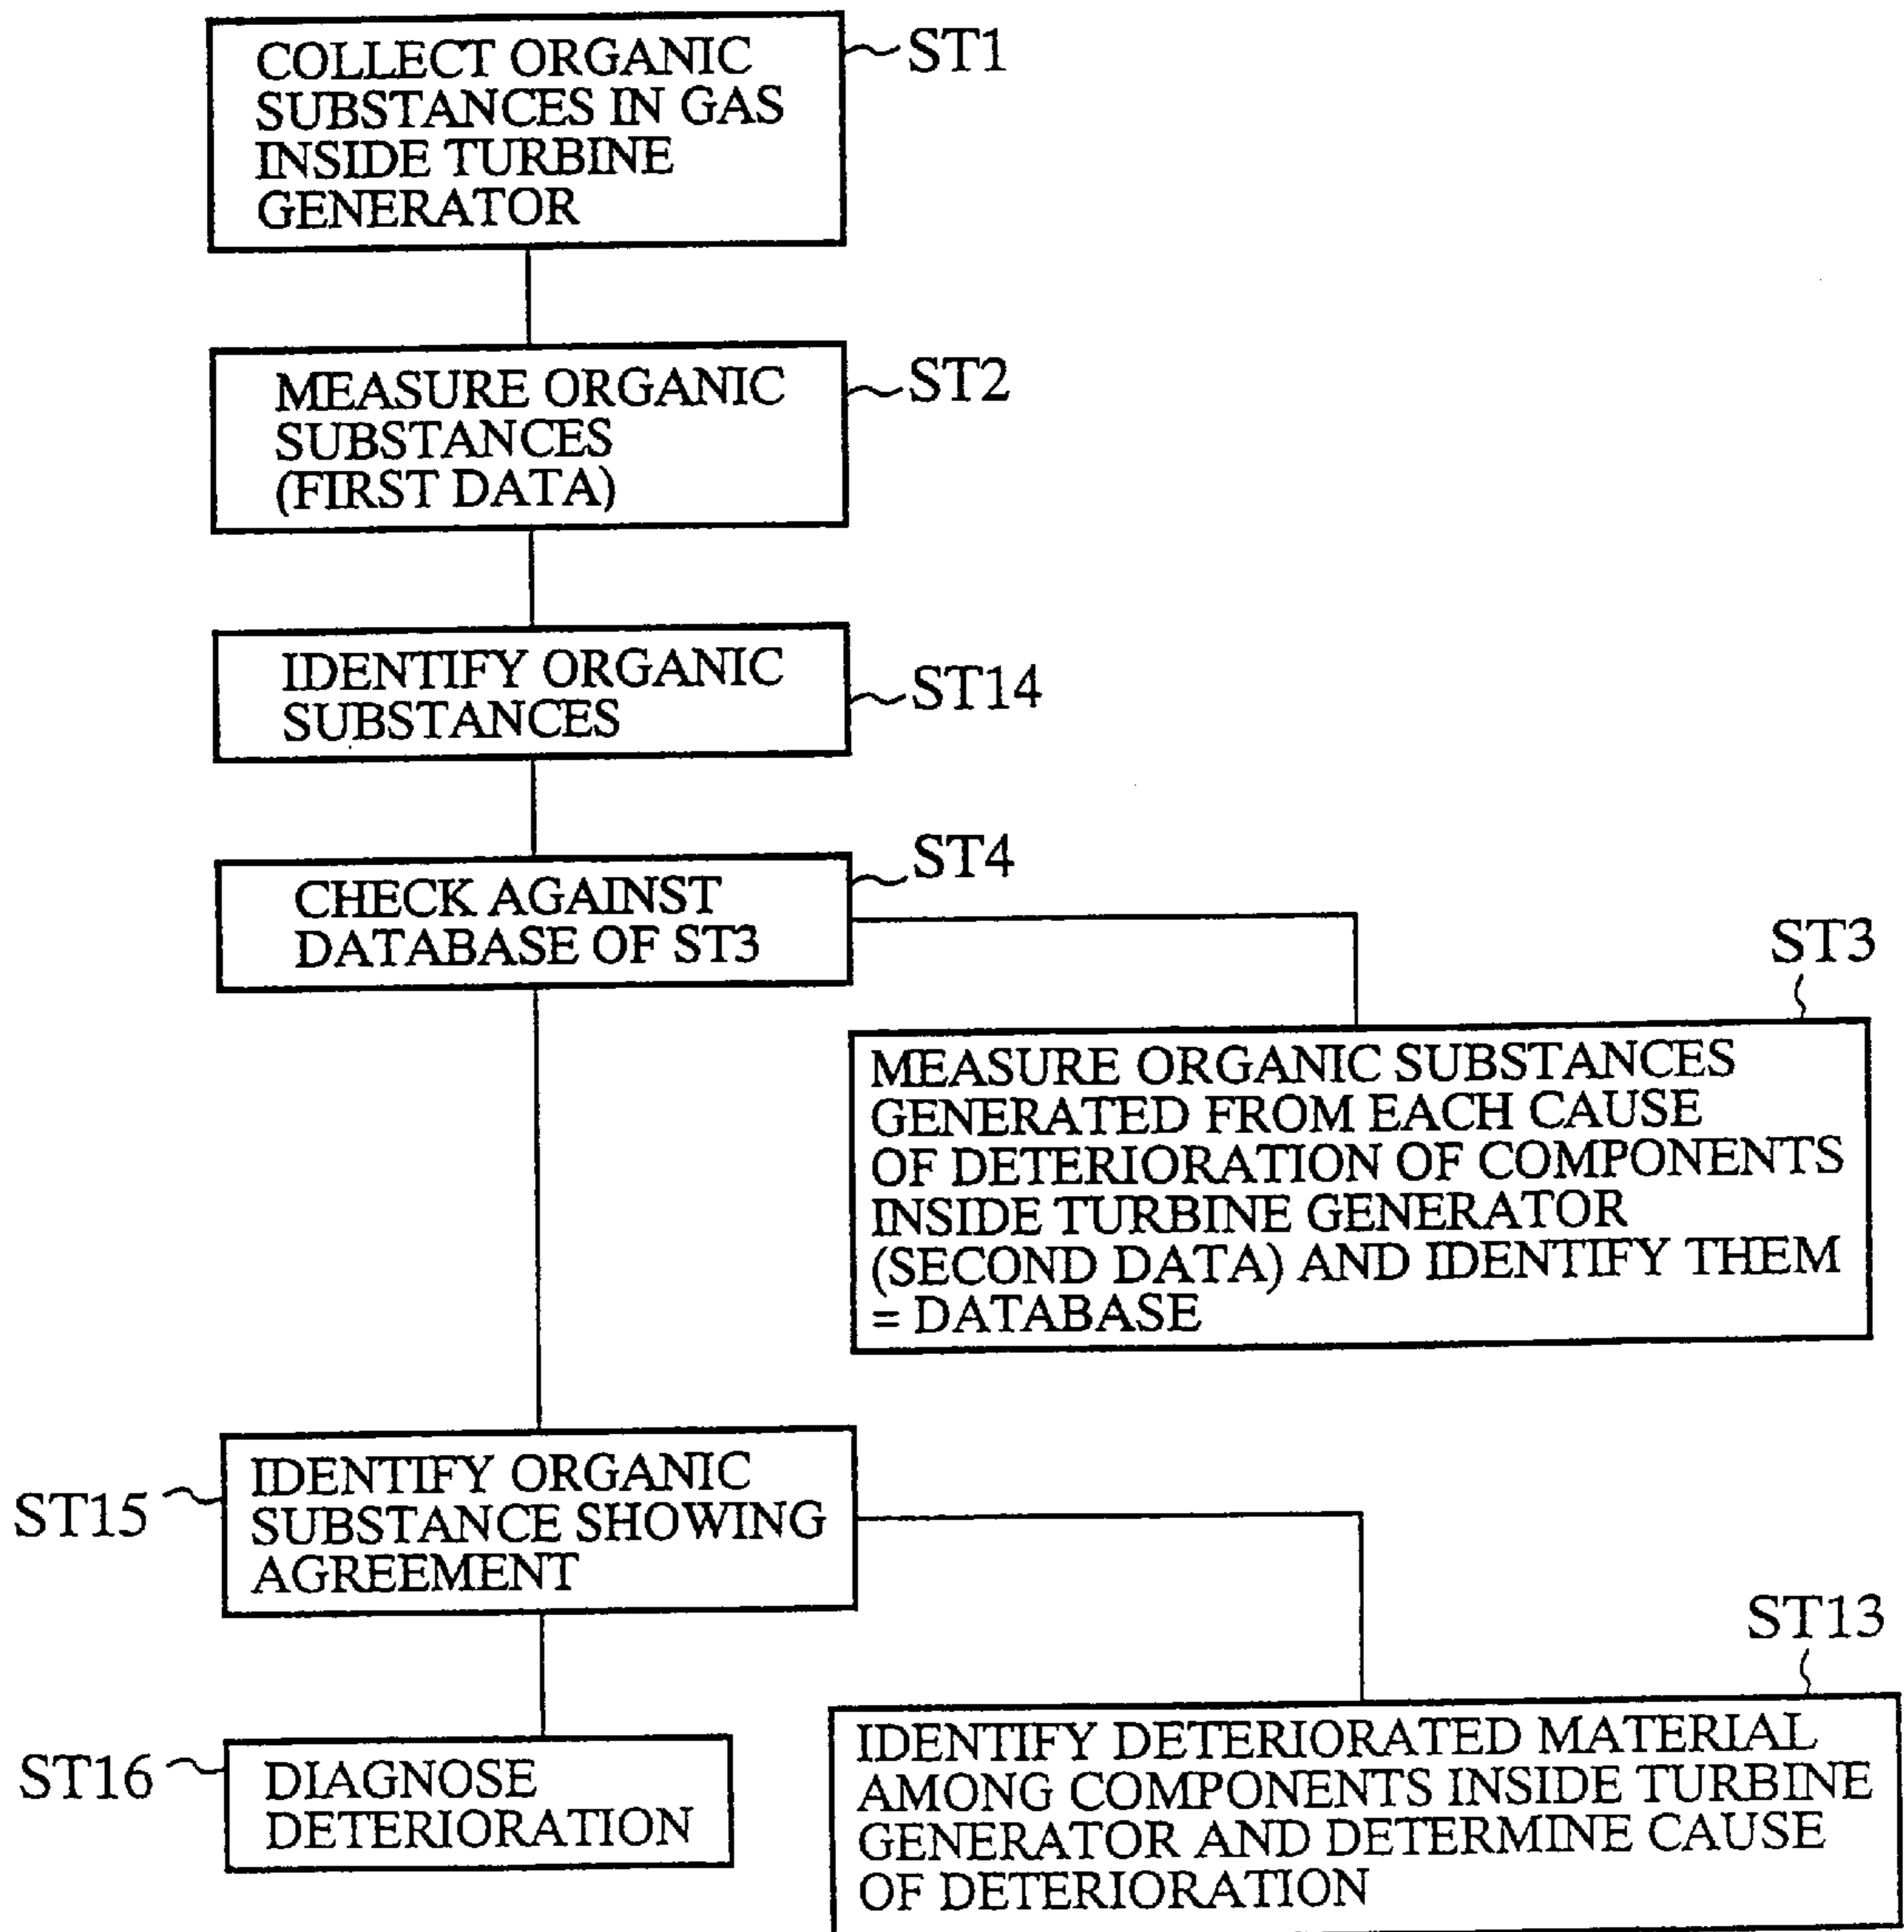 COLLECT ORGANIC
SUBSTANCES IN GAS
INSIDE TURBINE
GENERATOR
ST1
MEASURE ORGANIC
SUBSTANCES
(FIRST DATA)
ST2
IDENTIFY ORGANIC
SUBSTANCES
ST14
CHECK AGAINST
DATABASE OF ST3
ST4
ST3
MEASURE ORGANIC SUBSTANCES
GENERATED FROM EACH CAUSE
OF DETERIORATION OF COMPONENTS
INSIDE TURBINE GENERATOR
(SECOND DATA) AND IDENTIFY THEM
= DATABASE
ST15
IDENTIFY ORGANIC
SUBSTANCE SHOWING
AGREEMENT
ST13
IDENTIFY DETERIORATED MATERIAL
AMONG COMPONENTS INSIDE TURBINE
GENERATOR AND DETERMINE CAUSE
OF DETERIORATION
ST16
DIAGNOSE
DETERIORATION